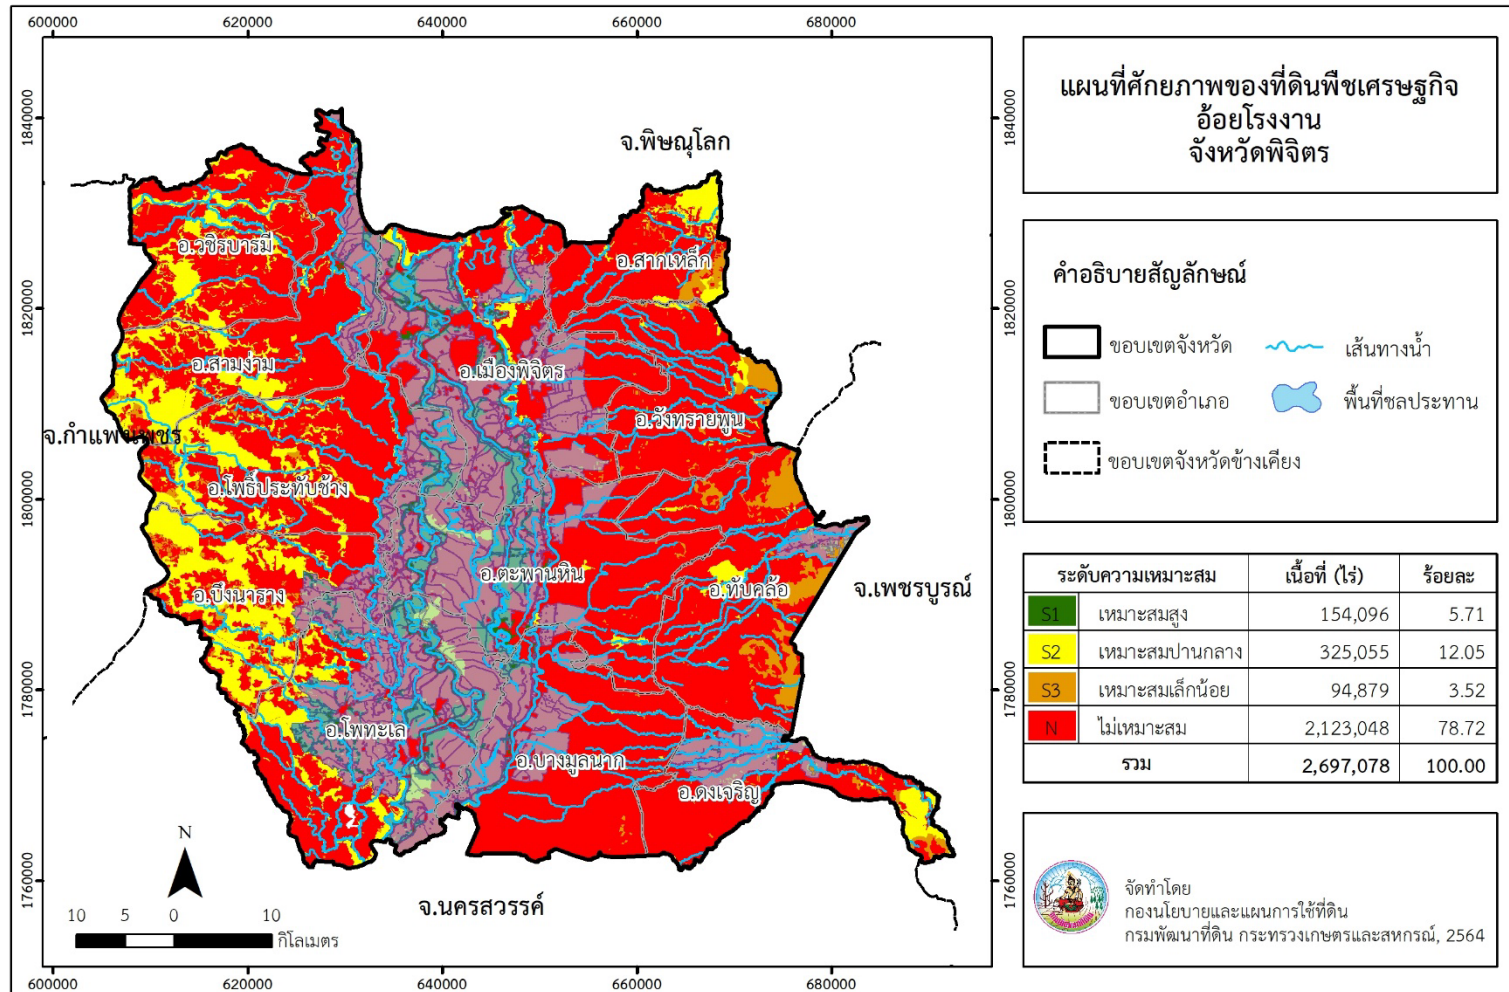 600000 620000 640000 660000 680000
1840000
1820000
1800000
1780000
1760000
1840000
1820000
1800000
1780000
1760000
จ.พิษณุโลก
อ.วชิรบารมี
อ.สากเหล็ก
อ.สามง่าม
อ.เมืองพิจิตร
อ.วังทรายพูน
จ.กำแพงเพชร
อ.โพธิ์ประทับช้าง
อ.ตะพานหิน
อ.ทับคล้อ
จ.เพชรบูรณ์
อ.บึงนาราง
อ.โพทะเล
อ.บางมูลนาก
อ.ดงเจริญ
จ.นครสวรรค์
N
10 5 0 10
กิโลเมตร
600000 620000 640000 660000 680000
แผนที่ศักยภาพของที่ดินพืชเศรษฐกิจ
อ้อยโรงงาน
จังหวัดพิจิตร
คำอธิบายสัญลักษณ์
ขอบเขตจังหวัด เส้นทางน้ำ
ขอบเขตอำเภอ พื้นที่ชลประทาน
ขอบเขตจังหวัดข้างเคียง
ระดับความเหมาะสม เนื้อที่ (ไร่) ร้อยละ
S1 เหมาะสมสูง 154,096 5.71
S2 เหมาะสมปานกลาง 325,055 12.05
S3 เหมาะสมเล็กน้อย 94,879 3.52
N ไม่เหมาะสม 2,123,048 78.72
รวม 2,697,078 100.00
จัดทำโดย
กองนโยบายและแผนการใช้ที่ดิน
กรมพัฒนาที่ดิน กระทรวงเกษตรและสหกรณ์, 2564